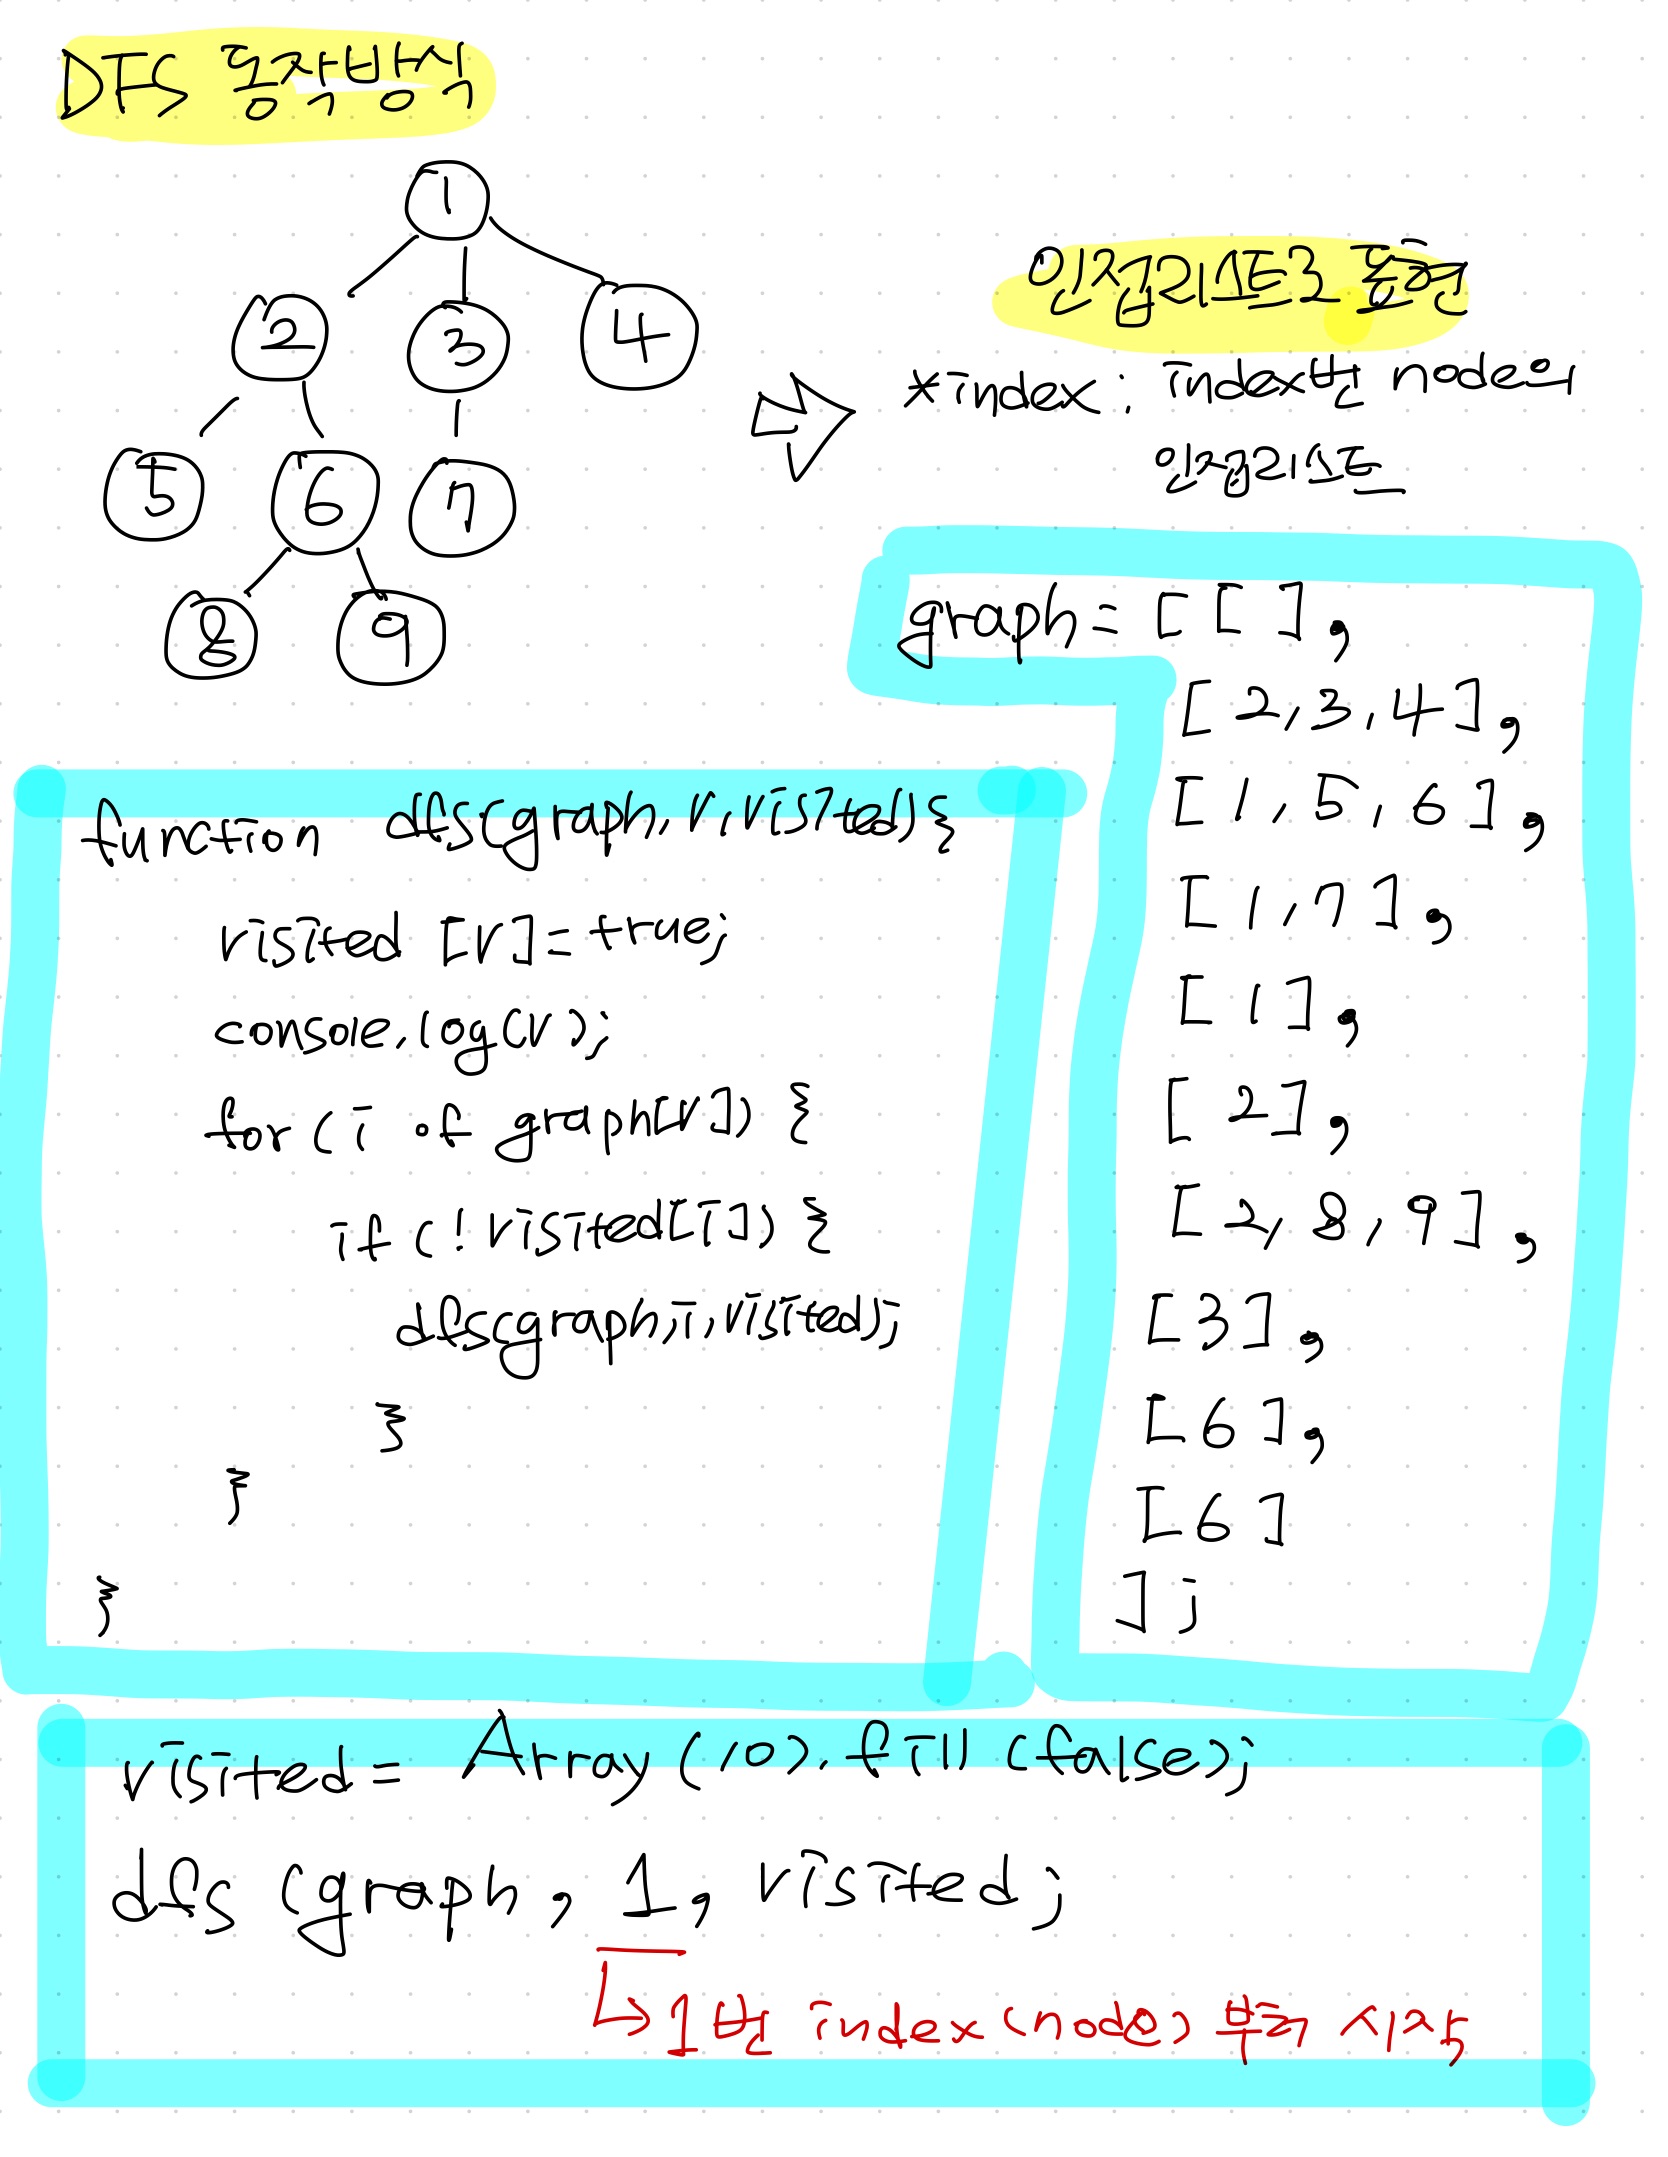 DFS 동작방식
1
2 3 4
5 6 7
8 9
인접리스트로 표현
*index : index번 node의
인접리스트
graph = [ [ ],
[ 2, 3, 4 ],
[ 1, 5, 6 ],
[ 1, 7 ],
[ 1 ],
[ 2 ],
[ 2, 8, 9 ],
[ 3 ],
[ 6 ],
[ 6 ]
];
function dfs(graph, v, visited) {
visited [v] = true;
console.log(v);
for (i of graph[v]) {
if (! visited[i]) {
dfs(graph, i, visited);
}
}
}
visited = Array (10). fill (false);
dfs (graph, 1, visited;
↳ 1번 index (node) 부터 시작